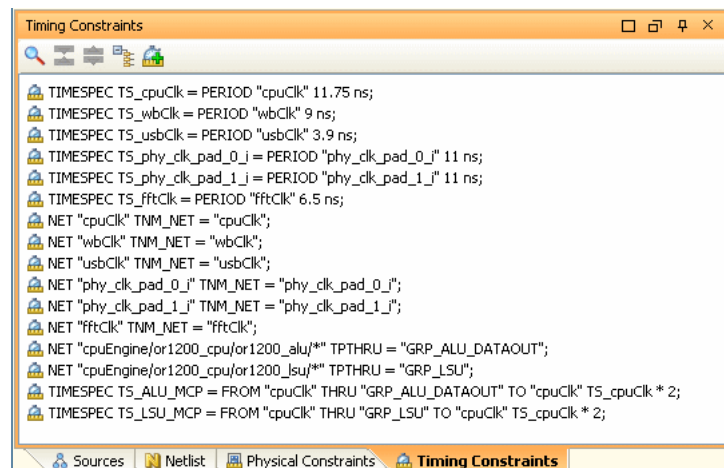 Timing Constraints
TIMESPEC TS_cpuClk = PERIOD "cpuClk" 11.75 ns;
TIMESPEC TS_wbClk = PERIOD "wbClk" 9 ns;
TIMESPEC TS_usbClk = PERIOD "usbClk" 3.9 ns;
TIMESPEC TS_phy_clk_pad_0_i = PERIOD "phy_clk_pad_0_i" 11 ns;
TIMESPEC TS_phy_clk_pad_1_i = PERIOD "phy_clk_pad_1_i" 11 ns;
TIMESPEC TS_fftClk = PERIOD "fftClk" 6.5 ns;
NET "cpuClk" TNM_NET = "cpuClk";
NET "wbClk" TNM_NET = "wbClk";
NET "usbClk" TNM_NET = "usbClk";
NET "phy_clk_pad_0_i" TNM_NET = "phy_clk_pad_0_i";
NET "phy_clk_pad_1_i" TNM_NET = "phy_clk_pad_1_i";
NET "fftClk" TNM_NET = "fftClk";
NET "cpuEngine/or1200_cpu/or1200_alu/*" TPTHRU = "GRP_ALU_DATAOUT";
NET "cpuEngine/or1200_cpu/or1200_lsu/*" TPTHRU = "GRP_LSU";
TIMESPEC TS_ALU_MCP = FROM "cpuClk" THRU "GRP_ALU_DATAOUT" TO "cpuClk" TS_cpuClk * 2;
TIMESPEC TS_LSU_MCP = FROM "cpuClk" THRU "GRP_LSU" TO "cpuClk" TS_cpuClk * 2;
Sources Netlist Physical Constraints Timing Constraints